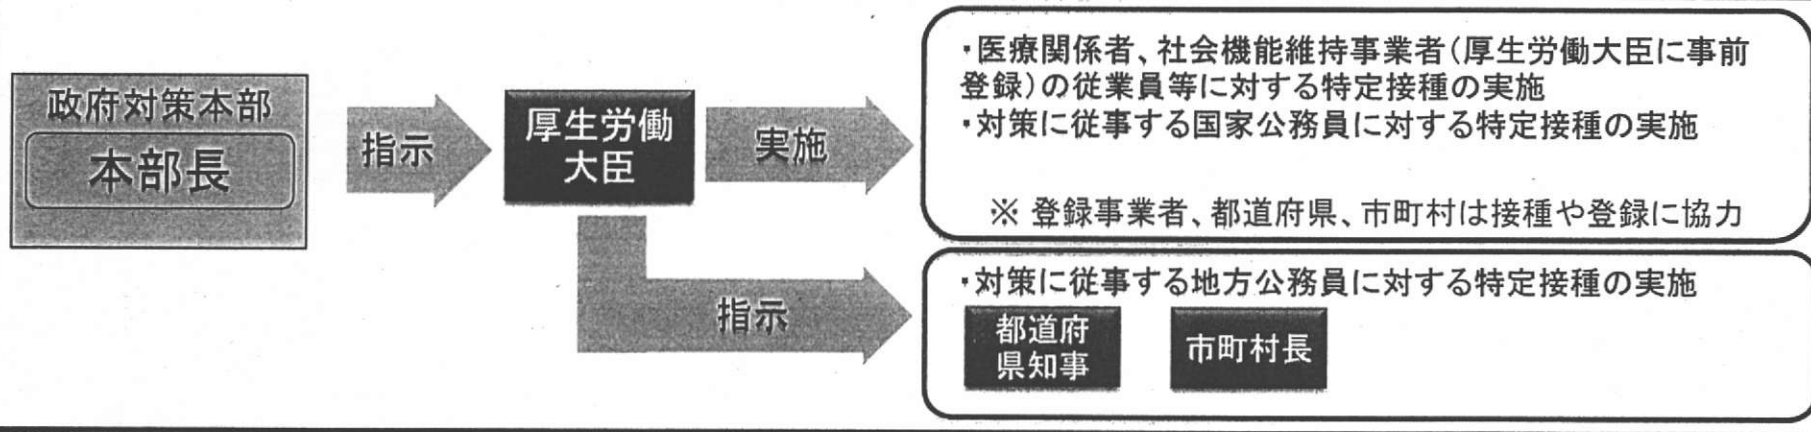 政府対策本部
本部長
指示
厚生労働
大臣
実施
・医療関係者、社会機能維持事業者(厚生労働大臣に事前
登録)の従業員等に対する特定接種の実施
・対策に従事する国家公務員に対する特定接種の実施
※ 登録事業者、都道府県、市町村は接種や登録に協力
指示
・対策に従事する地方公務員に対する特定接種の実施
都道府
県知事
市町村長